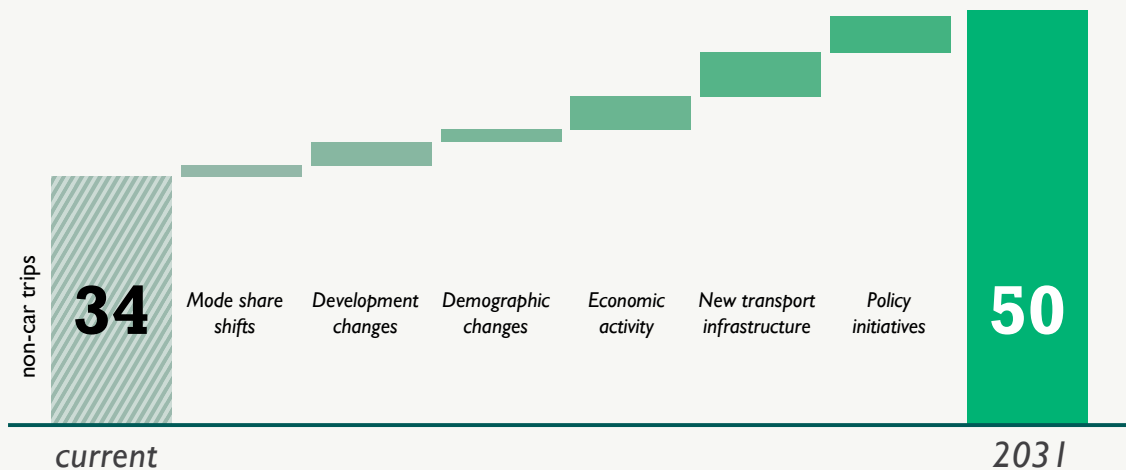 non-car trips
34
Mode share
shifts
Development
changes
Demographic
changes
Economic
activity
New transport
infrastructure
Policy
initiatives
50
current
2031